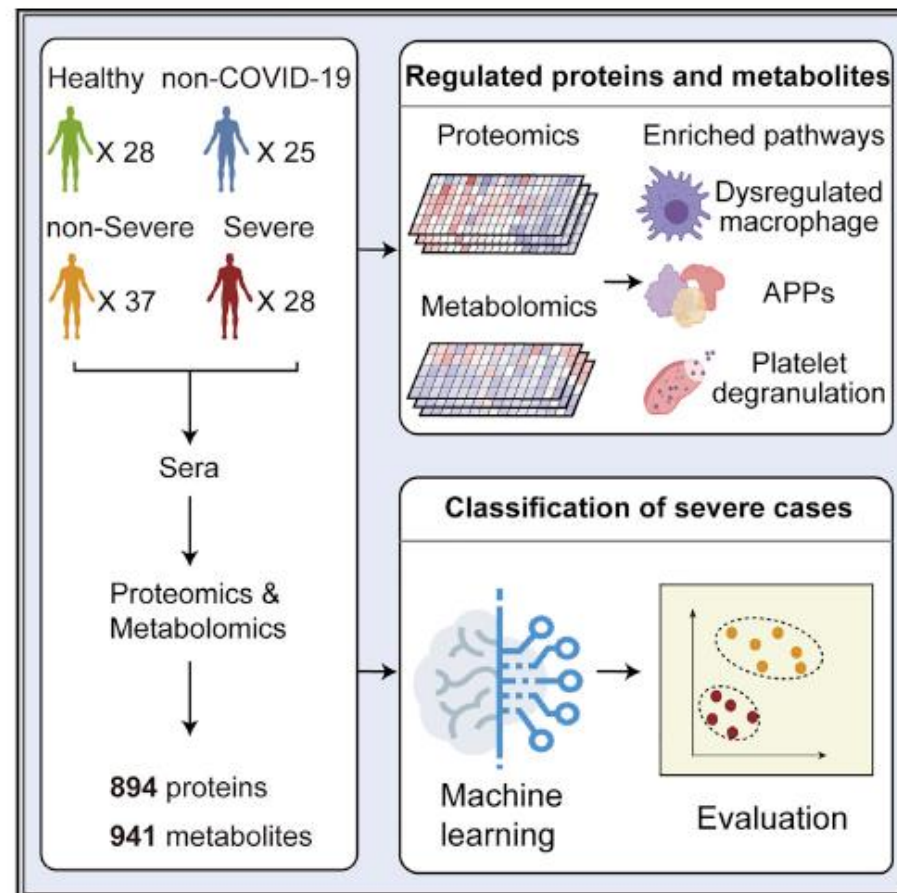 Healthy non-COVID-19
X 28 X 25
non-Severe Severe
X 37 X 28
Sera
Proteomics &
Metabolomics
894 proteins
941 metabolites
Regulated proteins and metabolites
Proteomics
Metabolomics
Enriched pathways
Dysregulated
macrophage
APPs
Platelet
degranulation
Classification of severe cases
Machine
learning
Evaluation